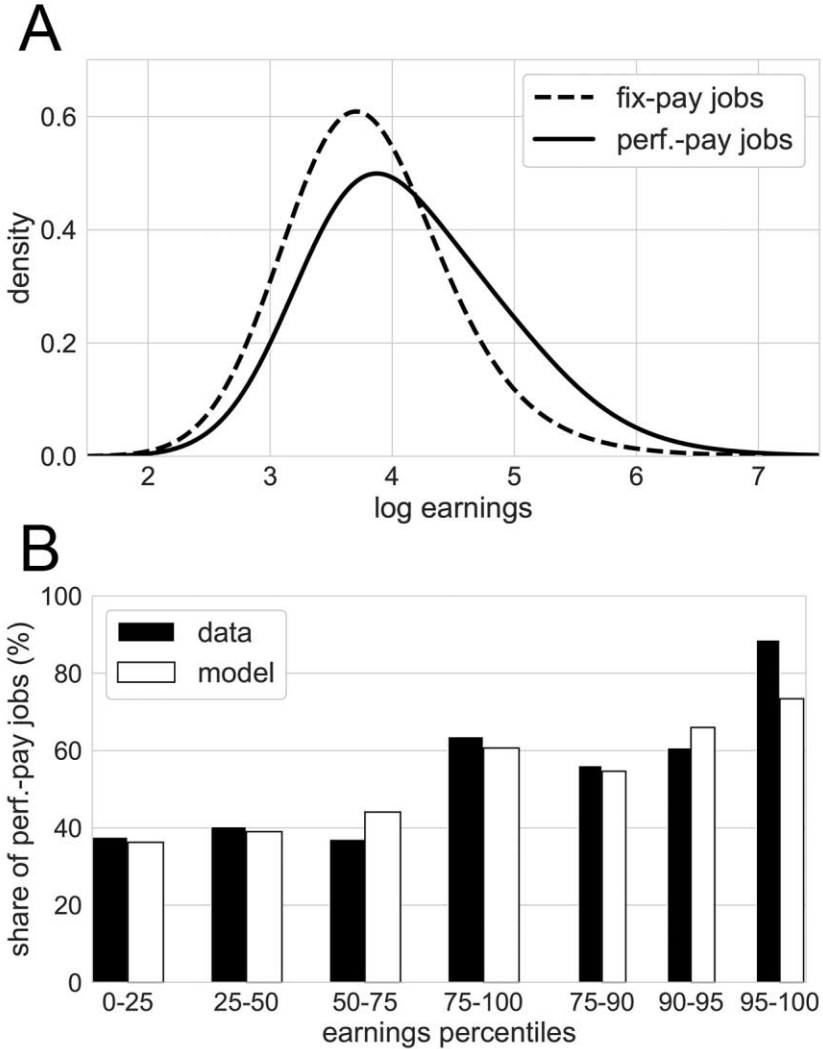 A
0.6
0.4
0.2
0.0
density
fix-pay jobs
perf.-pay jobs
2 3 4 5 6 7
log earnings
B
100
80
60
40
20
0
share of perf.-pay jobs (%)
data
model
0-25 25-50 50-75 75-100 75-90 90-95 95-100
earnings percentiles